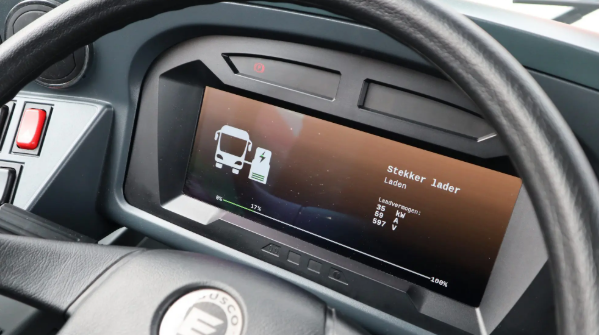 Stekker lader
Laden
Laadvermogen:
35 kW
59 A
597 V
0%
17%
100%